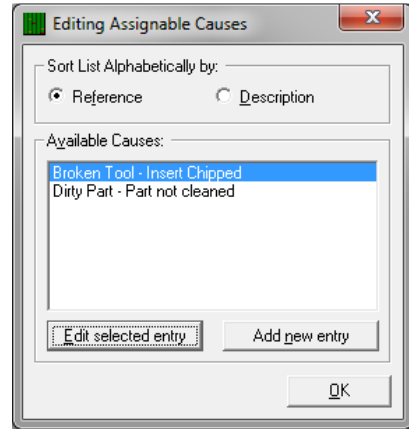 Editing Assignable Causes
X
Sort List Alphabetically by:
Reference Description
Available Causes:
Broken Tool - Insert Chipped
Dirty Part - Part not cleaned
Edit selected entry Add new entry
OK